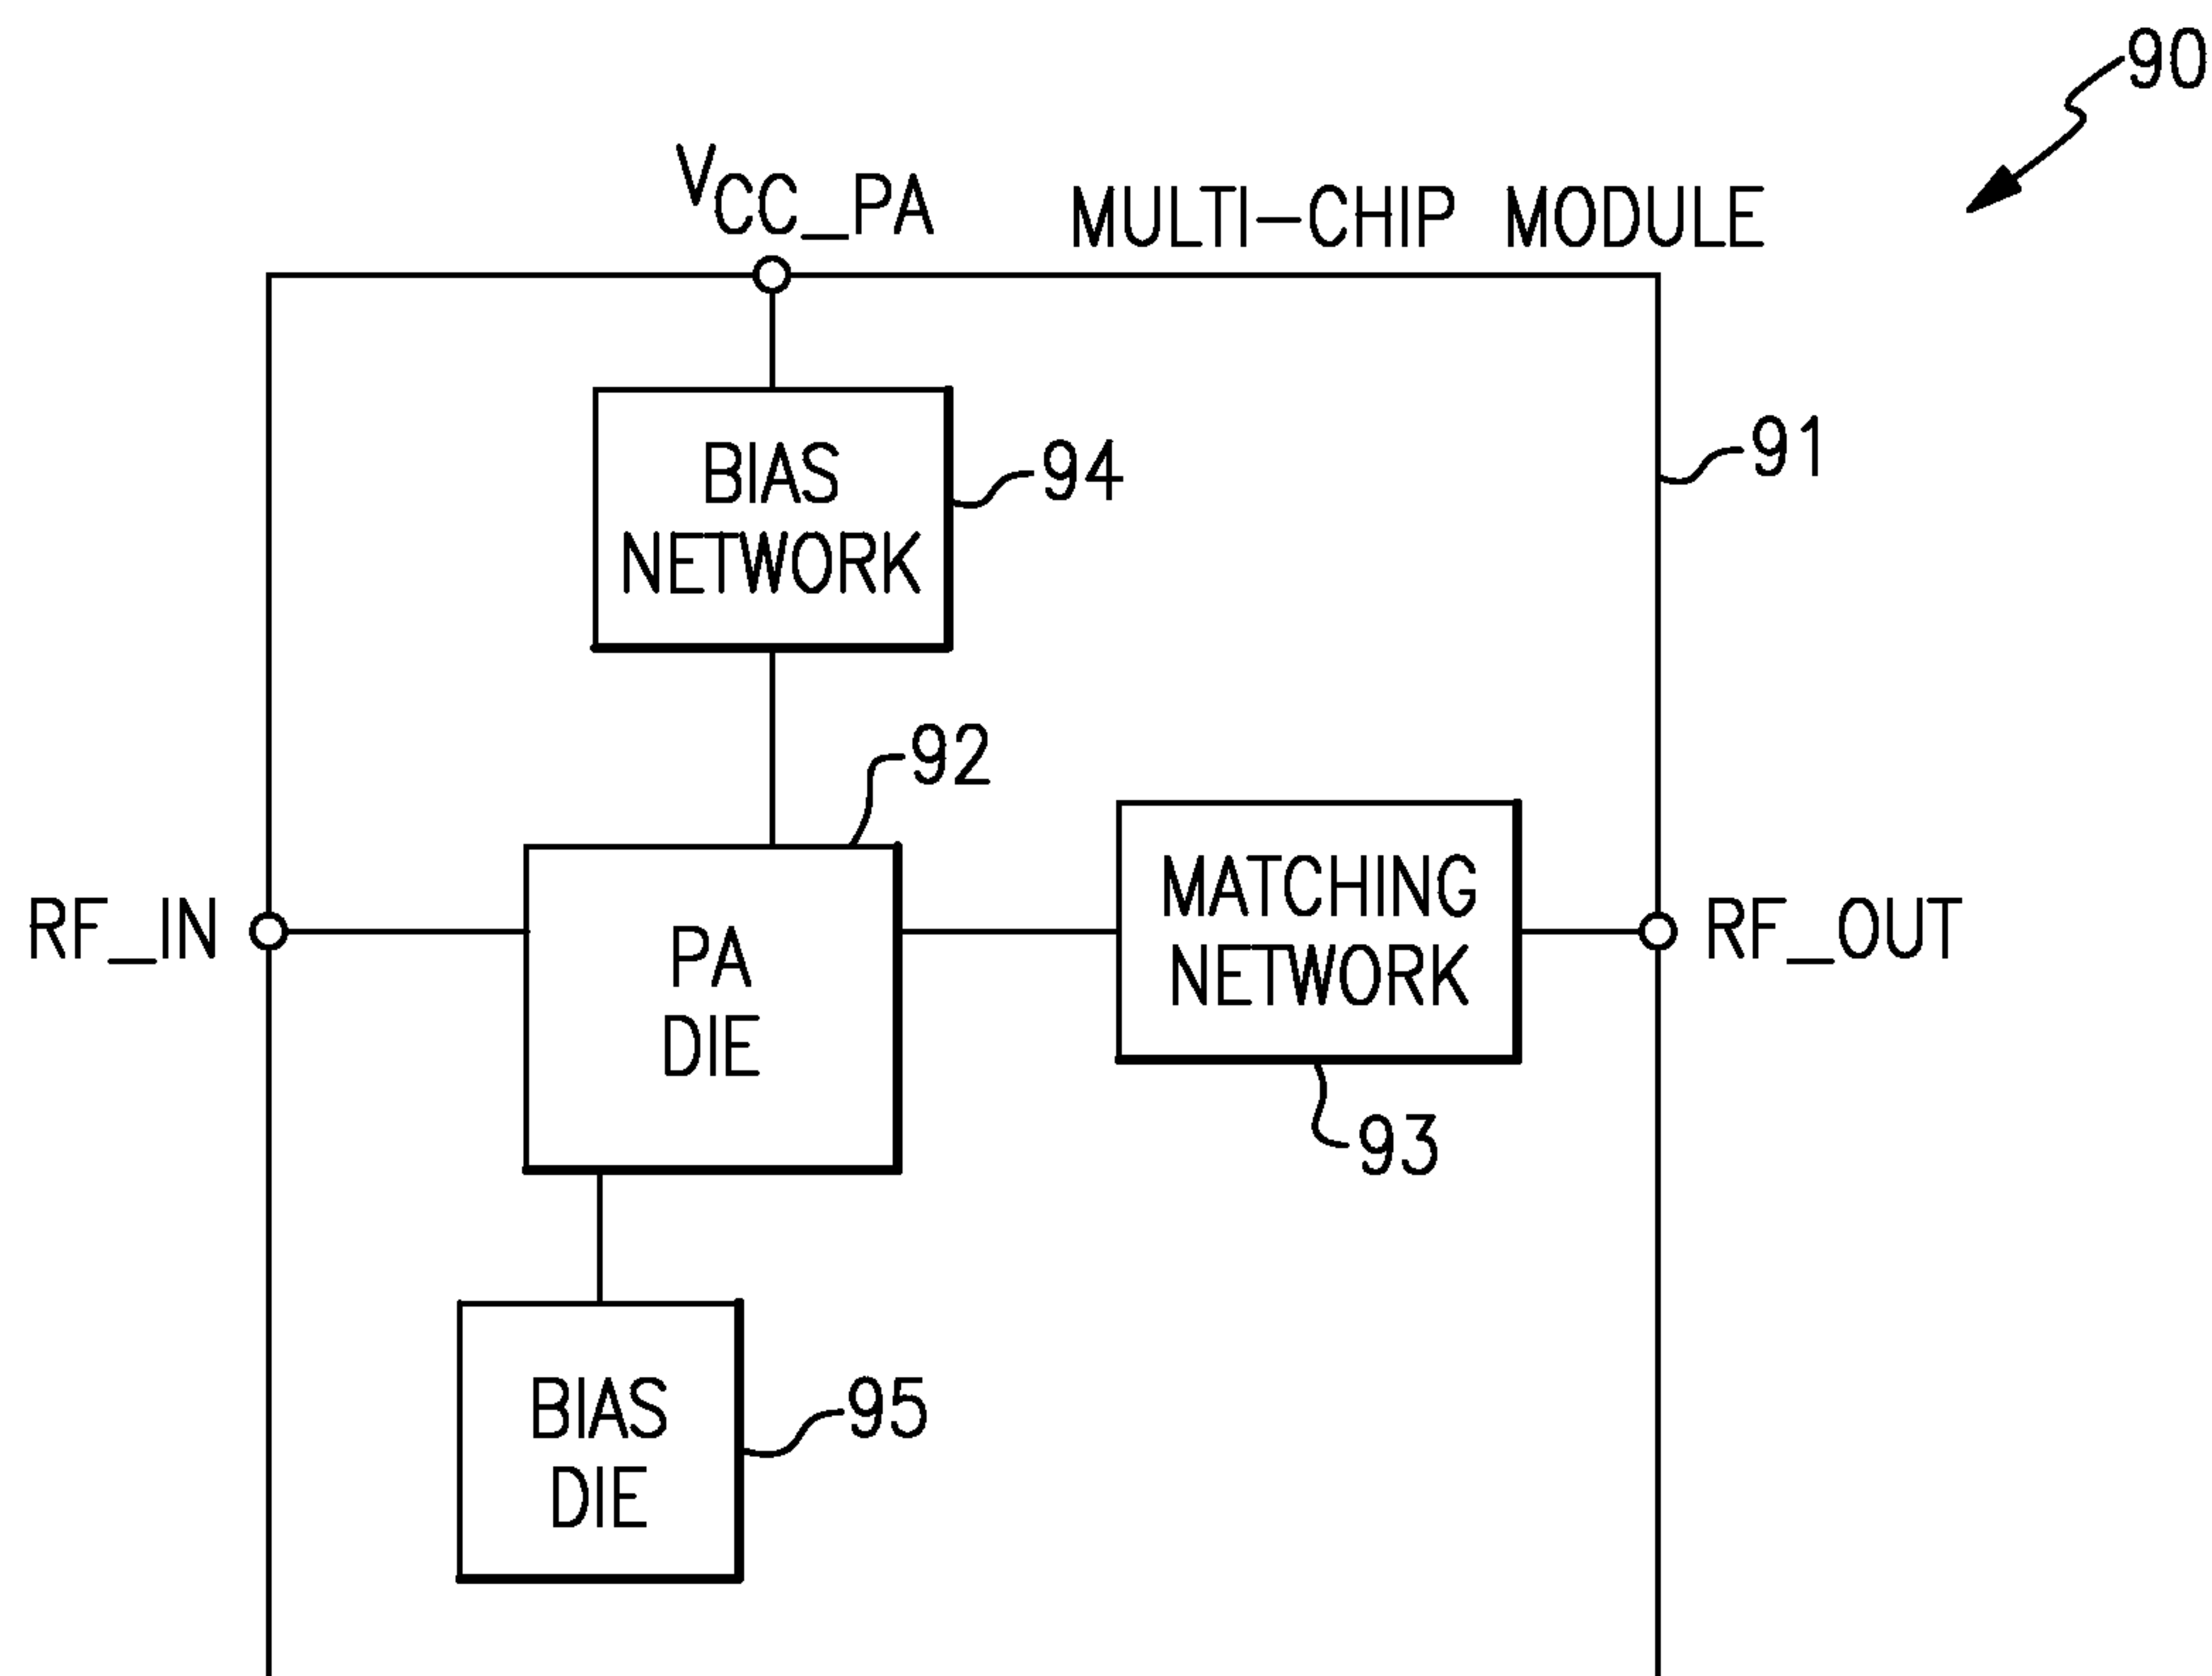 90
VCC_PA
MULTI-CHIP MODULE
BIAS
NETWORK
94
91
92
PA
DIE
MATCHING
NETWORK
RF_IN
RF_OUT
93
BIAS
DIE
95